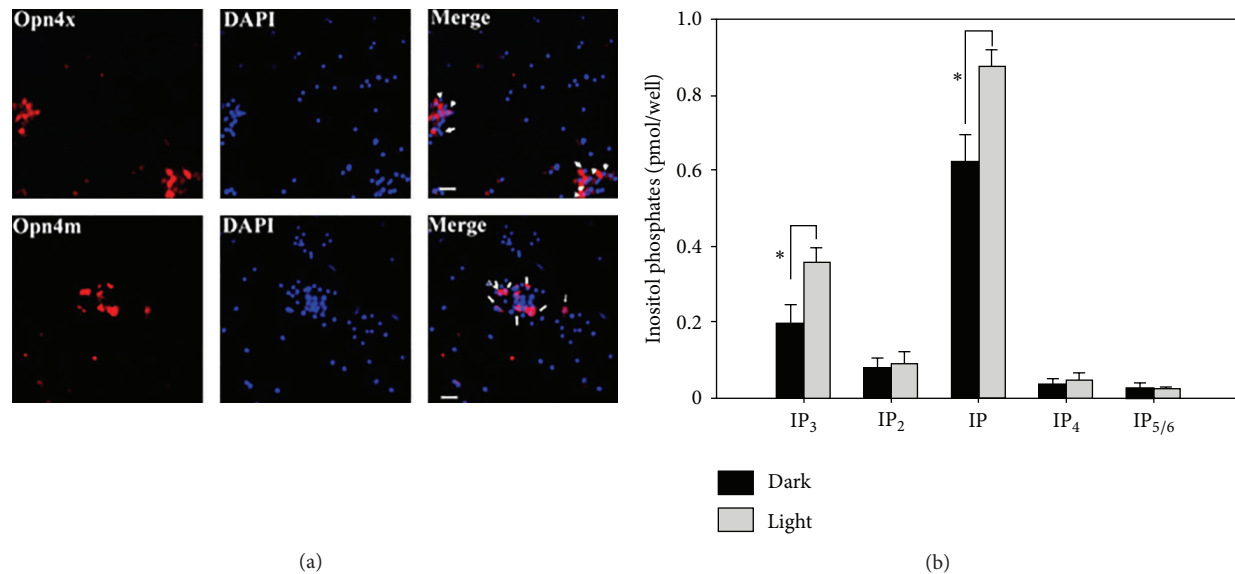 Opn4x
DAPI
Merge
Opn4m
DAPI
Merge
(a)
Inositol phosphates (pmol/well)
1.0
0.8
0.6
0.4
0.2
0
*
*
IP3
IP2
IP
IP4
IP5/6
Dark
Light
(b)